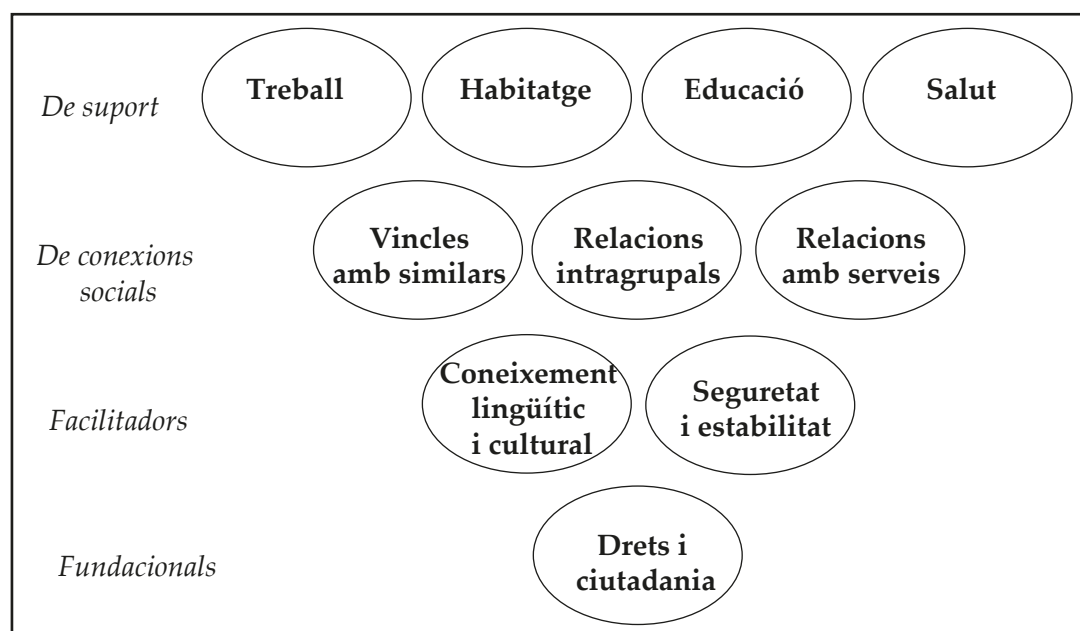 De suport
Treball
Habitatge
Educació
Salut
De conexions
socials
Vincles
amb similars
Relacions
intragrupals
Relacions
amb serveis
Facilitadors
Coneixement
lingüític
i cultural
Seguretat
i estabilitat
Fundacionals
Drets i
ciutadania